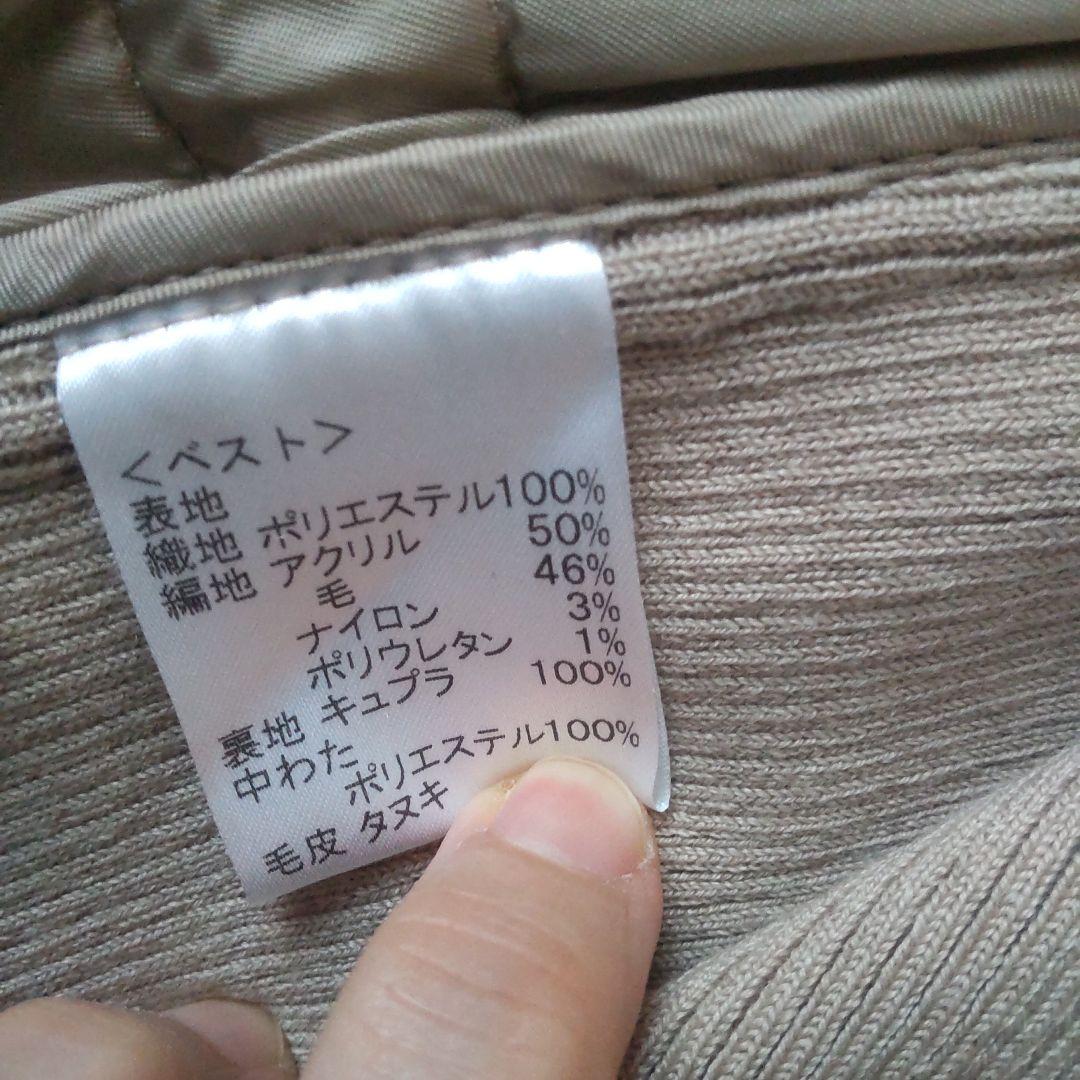 ＜ベスト＞
表地
織地 ポリエステル100%
編地 アクリル 50%
毛 46%
ナイロン 3%
ポリウレタン 1%
裏地 キュプラ 100%
中わた
ポリエステル100%
毛皮 タヌキ